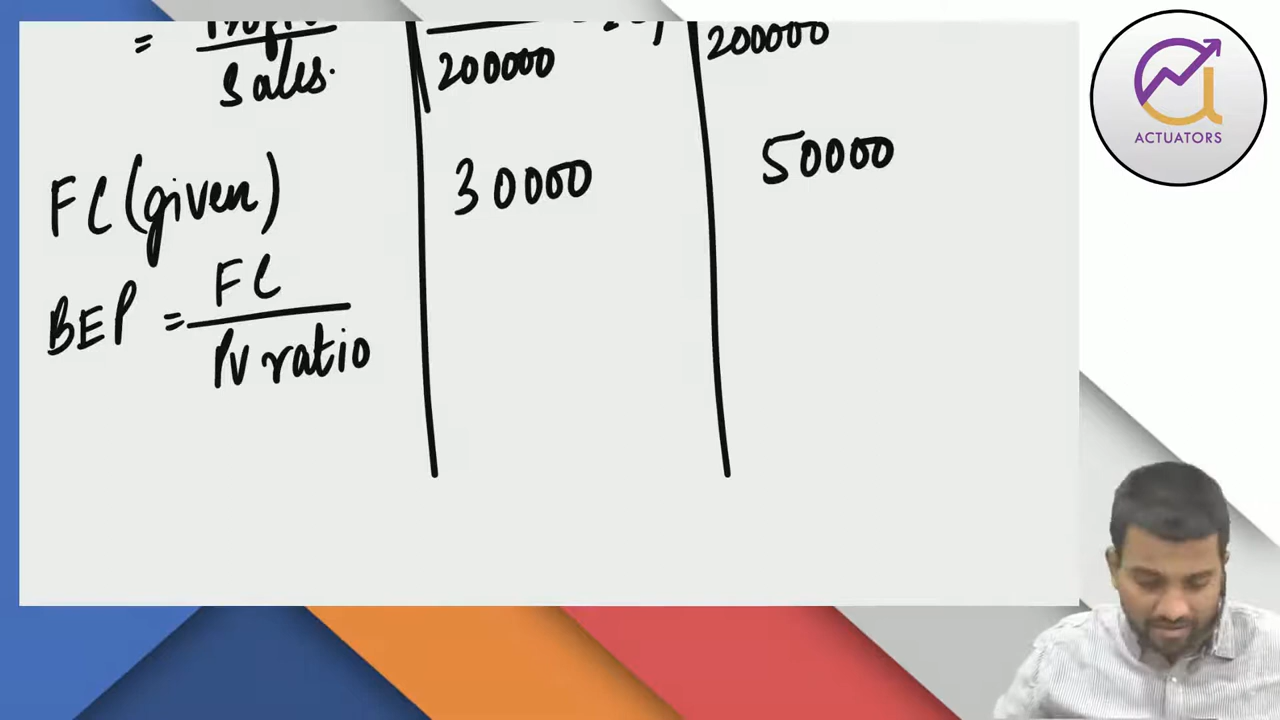 =
Sales.
200000
200000
FC (given)
30000
50000
BEP = FC
PV ratio
ACTUATORS